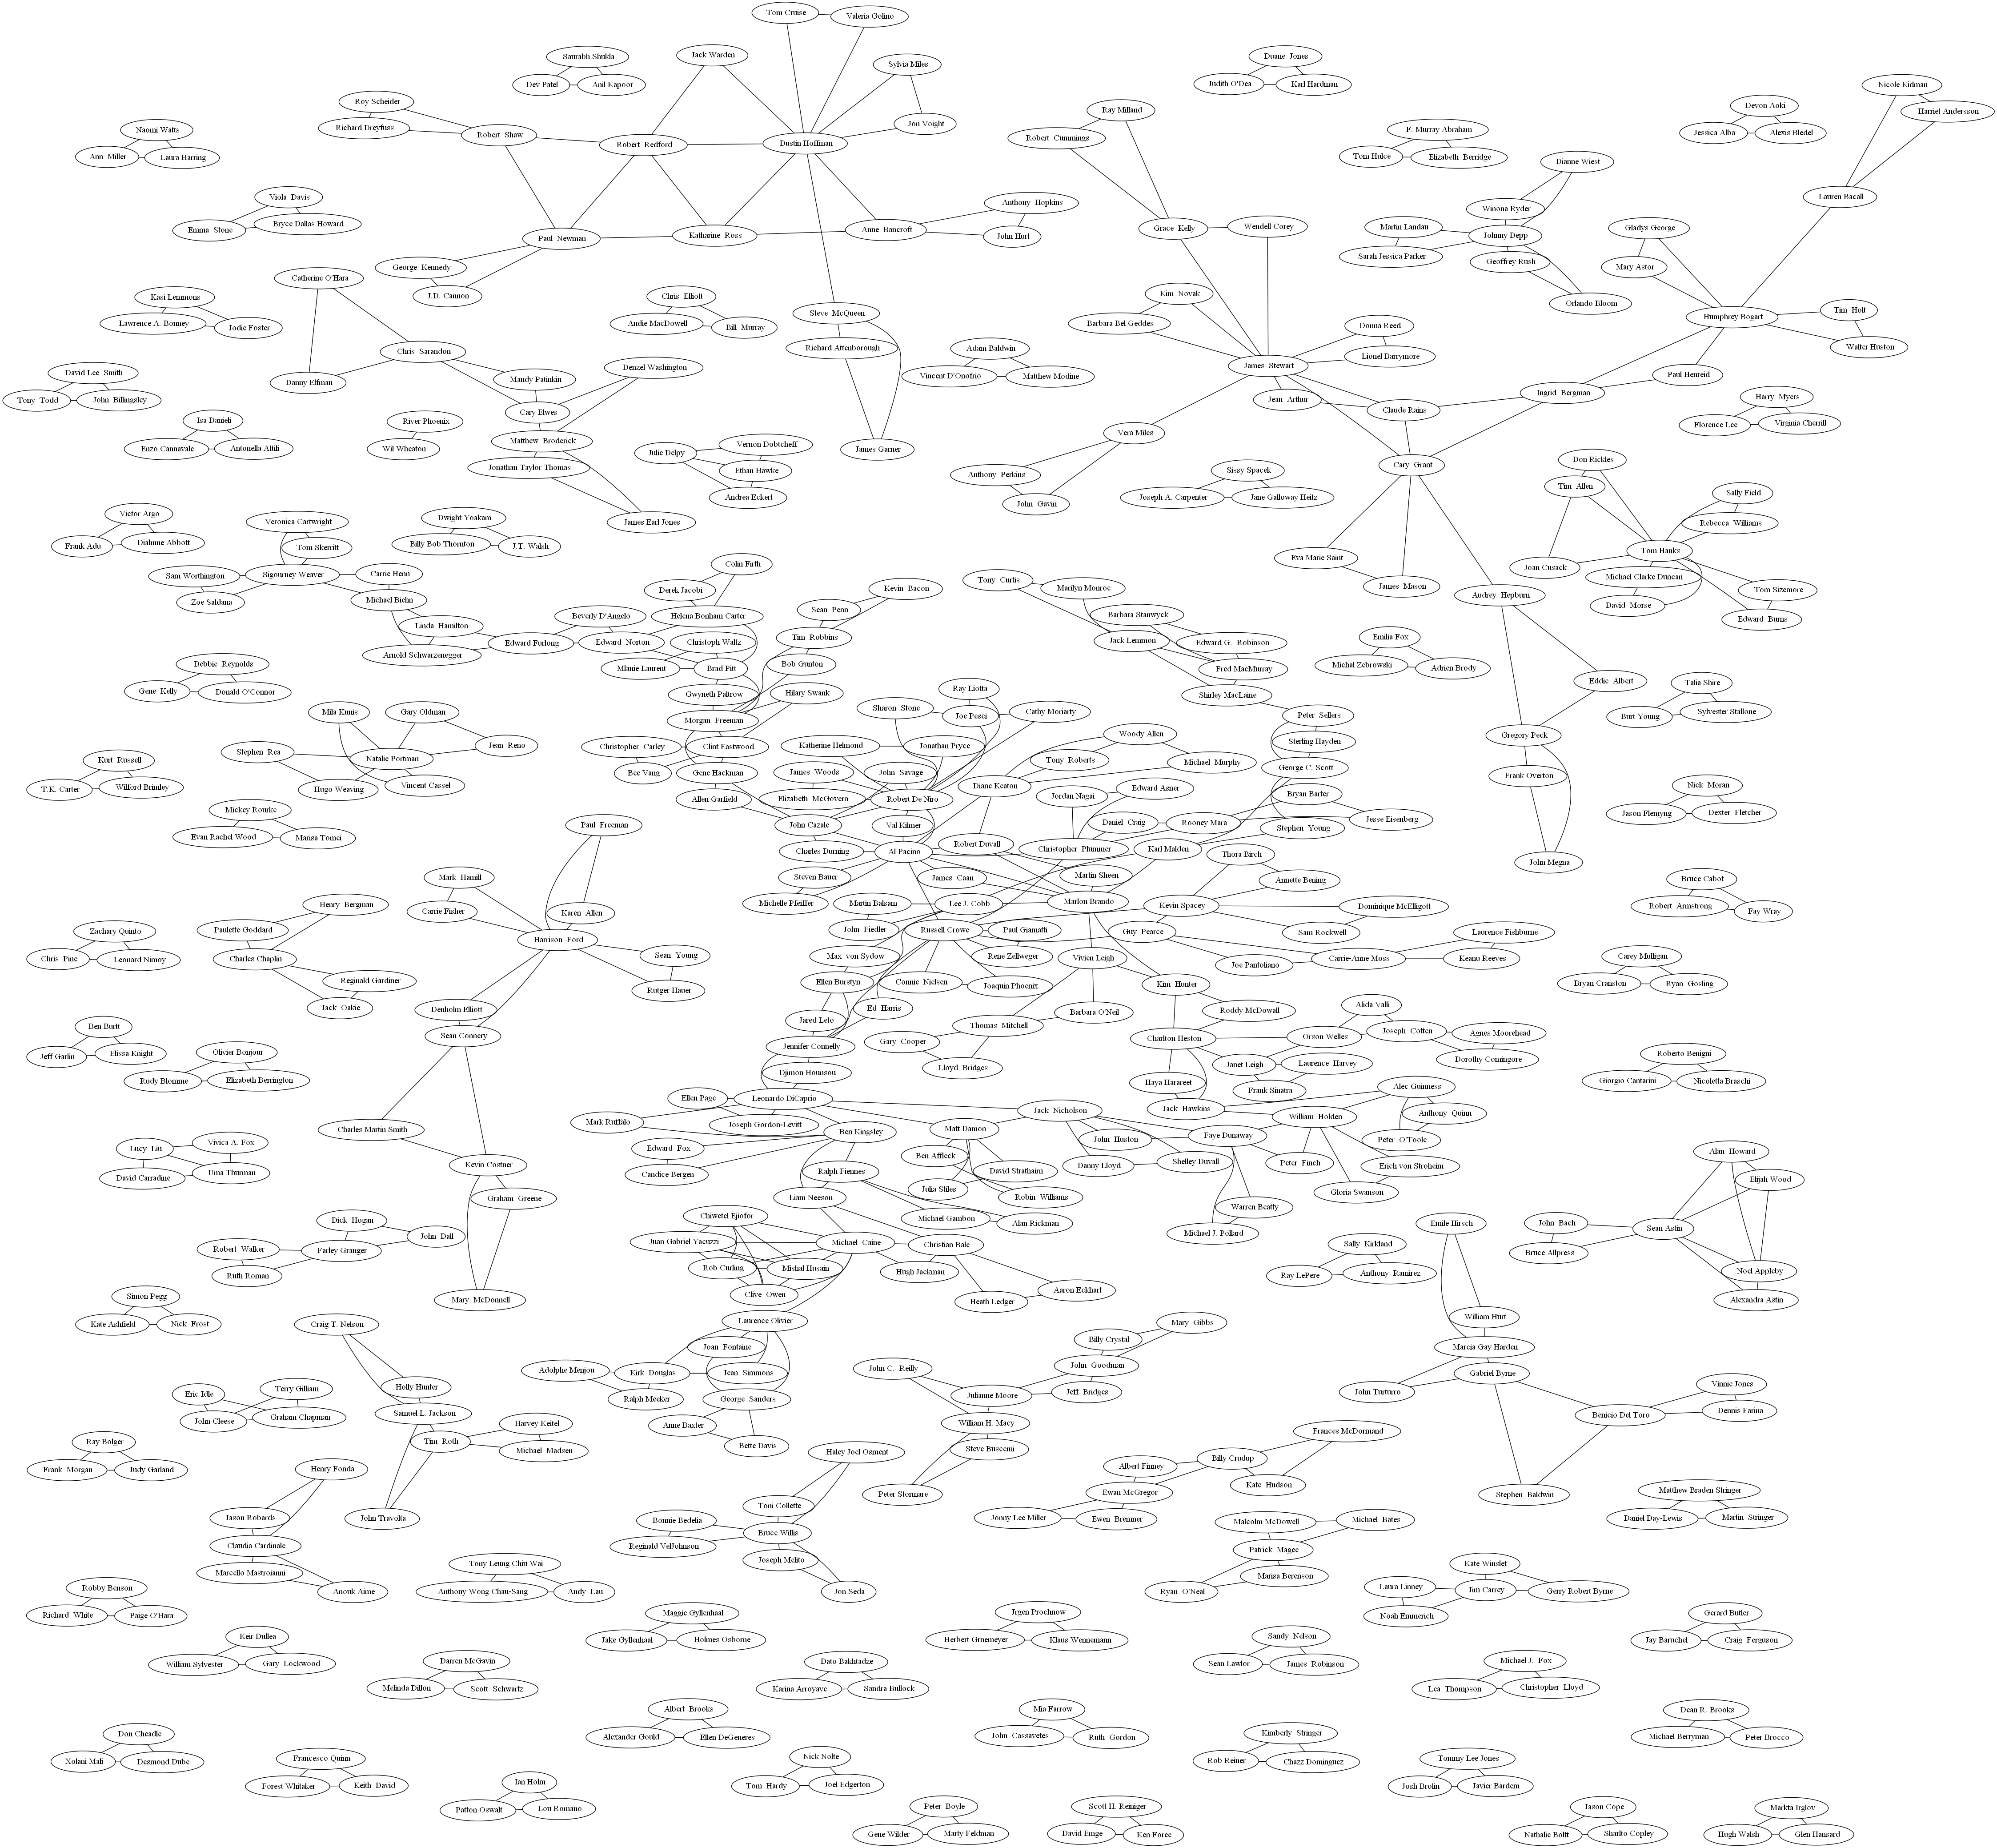 Tom Cruise
Valeria Golino
Saurabh Shukla
Jack Warden
Sylvia Miles
Duane Jones
Dev Patel
Anil Kapoor
Judith O'Dea
Karl Hardman
Nicole Kidman
Harriet Andersson
Roy Scheider
Richard Dreyfuss
Robert Shaw
Robert Redford
Dustin Hoffman
Jon Voight
Ray Milland
Robert Cummings
F. Murray Abraham
Tom Hulce
Elizabeth Berridge
Devon Aoki
Jessica Alba
Alexis Bledel
Naomi Watts
Ann Miller
Laura Harring
Dianne Wiest
Winona Ryder
Lauren Bacall
Viola Davis
Emma Stone
Bryce Dallas Howard
Paul Newman
Katharine Ross
Anne Bancroft
Anthony Hopkins
John Hurt
Grace Kelly
Wendell Corey
Martin Landau
Johnny Depp
Sarah Jessica Parker
Geoffrey Rush
Orlando Bloom
Gladys George
Mary Astor
George Kennedy
J.D. Cannon
Catherine O'Hara
Kasi Lemmons
Lawrence A. Bonney
Jodie Foster
Chris Elliott
Andie MacDowell
Bill Murray
Steve McQueen
Richard Attenborough
Kim Novak
Barbara Bel Geddes
Donna Reed
Lionel Barrymore
Humphrey Bogart
Tim Holt
Walter Huston
Chris Sarandon
Danny Elfman
Mandy Patinkin
Denzel Washington
Adam Baldwin
Vincent D'Onofrio
Matthew Modine
James Stewart
Paul Henreid
David Lee Smith
Tony Todd
John Billingsley
Jean Arthur
Claude Rains
Ingrid Bergman
Harry Myers
Florence Lee
Virginia Cherrill
Isa Danieli
Enzo Cannavale
Antonella Attili
River Phoenix
Wil Wheaton
Cary Elwes
Matthew Broderick
Jonathan Taylor Thomas
James Earl Jones
Julie Delpy
Vernon Dobtcheff
Ethan Hawke
Andrea Eckert
James Garner
Vera Miles
Anthony Perkins
John Gavin
Sissy Spacek
Joseph A. Carpenter
Jane Galloway Heitz
Cary Grant
Don Rickles
Tim Allen
Sally Field
Rebecca Williams
Victor Argo
Frank Adu
Diahnne Abbott
Veronica Cartwright
Tom Skerritt
Dwight Yoakam
Billy Bob Thornton
J.T. Walsh
Sam Worthington
Sigourney Weaver
Carrie Henn
Zoe Saldana
Michael Biehn
Colin Firth
Derek Jacobi
Eva Marie Saint
James Mason
Audrey Hepburn
Joan Cusack
Tom Hanks
Michael Clarke Duncan
David Morse
Tom Sizemore
Edward Burns
Linda Hamilton
Arnold Schwarzenegger
Edward Furlong
Beverly D'Angelo
Edward Norton
Helena Bonham Carter
Christoph Waltz
Mlanie Laurent
Brad Pitt
Kevin Bacon
Sean Penn
Tim Robbins
Bob Gunton
Tony Curtis
Marilyn Monroe
Barbara Stanwyck
Jack Lemmon
Edward G. Robinson
Fred MacMurray
Shirley MacLaine
Emilia Fox
Michal Zebrowski
Adrien Brody
Debbie Reynolds
Gene Kelly
Donald O'Connor
Gwyneth Paltrow
Hilary Swank
Morgan Freeman
Ray Liotta
Sharon Stone
Joe Pesci
Cathy Moriarty
Peter Sellers
Sterling Hayden
Eddie Albert
Gregory Peck
Talia Shire
Burt Young
Sylvester Stallone
Mila Kunis
Gary Oldman
Stephen Rea
Natalie Portman
Jean Reno
Hugo Weaving
Vincent Cassel
Christopher Carley
Clint Eastwood
Bee Vang
Gene Hackman
Allen Garfield
Katherine Helmond
Jonathan Pryce
James Woods
John Savage
Elizabeth McGovern
Robert De Niro
Woody Allen
Tony Roberts
Michael Murphy
Diane Keaton
George C. Scott
Frank Overton
Kurt Russell
T.K. Carter
Wilford Brimley
John Cazale
Val Kilmer
Jordan Nagai
Edward Asner
Bryan Barter
Daniel Craig
Rooney Mara
Jesse Eisenberg
Stephen Young
Nick Moran
Jason Flemyng
Dexter Fletcher
Mickey Rourke
Evan Rachel Wood
Marisa Tomei
Paul Freeman
Charles Durning
Al Pacino
Robert Duvall
Christopher Plummer
Karl Malden
Thora Birch
Annette Bening
John Megna
Mark Hamill
Carrie Fisher
Karen Allen
Steven Bauer
Michelle Pfeiffer
James Caan
Martin Sheen
Bruce Cabot
Robert Armstrong
Fay Wray
Henry Bergman
Paulette Goddard
Harrison Ford
Martin Balsam
Lee J. Cobb
Marlon Brando
Kevin Spacey
Dominique McElligott
Sam Rockwell
John Fiedler
Russell Crowe
Paul Giamatti
Guy Pearce
Laurence Fishburne
Zachary Quinto
Chris Pine
Leonard Nimoy
Charles Chaplin
Reginald Gardiner
Jack Oakie
Sean Young
Rutger Hauer
Max von Sydow
Rene Zellweger
Vivien Leigh
Joe Pantoliano
Carrie-Anne Moss
Keanu Reeves
Carey Mulligan
Bryan Cranston
Ryan Gosling
Ellen Burstyn
Connie Nielsen
Joaquin Phoenix
Kim Hunter
Denholm Elliott
Sean Connery
Jared Leto
Ed Harris
Barbara O'Neil
Roddy McDowall
Alida Valli
Thomas Mitchell
Gary Cooper
Lloyd Bridges
Charlton Heston
Orson Welles
Joseph Cotten
Agnes Moorehead
Dorothy Comingore
Ben Burtt
Jeff Garlin
Elissa Knight
Olivier Bonjour
Rudy Blomme
Elizabeth Berrington
Jennifer Connelly
Djimon Hounsou
Janet Leigh
Laurence Harvey
Frank Sinatra
Roberto Benigni
Giorgio Cantarini
Nicoletta Braschi
Haya Harareet
Jack Hawkins
Alec Guinness
Ellen Page
Leonardo DiCaprio
Mark Ruffalo
Joseph Gordon-Levitt
Jack Nicholson
William Holden
Anthony Quinn
Peter O'Toole
Charles Martin Smith
Ben Kingsley
Matt Damon
John Huston
Faye Dunaway
Lucy Liu
Vivica A. Fox
David Carradine
Uma Thurman
Kevin Costner
Graham Greene
Edward Fox
Candice Bergen
Ralph Fiennes
Ben Affleck
David Strathairn
Julia Stiles
Robin Williams
Danny Lloyd
Shelley Duvall
Peter Finch
Erich von Stroheim
Gloria Swanson
Alan Howard
Elijah Wood
Liam Neeson
Michael Gambon
Alan Rickman
Warren Beatty
Michael J. Pollard
Dick Hogan
John Dall
Robert Walker
Farley Granger
Ruth Roman
Chiwetel Ejiofor
Juan Gabriel Yacuzzi
Michael Caine
Christian Bale
Rob Curling
Mishal Husain
Hugh Jackman
Clive Owen
Heath Ledger
Aaron Eckhart
Sally Kirkland
Ray LePere
Anthony Ramirez
Emile Hirsch
John Bach
Bruce Allpress
Sean Astin
Noel Appleby
Alexandra Astin
Mary McDonnell
Simon Pegg
Kate Ashfield
Nick Frost
Craig T. Nelson
Laurence Olivier
Joan Fontaine
William Hurt
Marcia Gay Harden
Adolphe Menjou
Kirk Douglas
Jean Simmons
Ralph Meeker
George Sanders
Anne Baxter
Bette Davis
Mary Gibbs
Billy Crystal
John Goodman
John C. Reilly
Julianne Moore
Jeff Bridges
William H. Macy
Steve Buscemi
Peter Stormare
John Turturro
Gabriel Byrne
Vinnie Jones
Benicio Del Toro
Dennis Farina
Stephen Baldwin
Eric Idle
Terry Gilliam
John Cleese
Graham Chapman
Holly Hunter
Samuel L. Jackson
Tim Roth
Harvey Keitel
Michael Madsen
John Travolta
Ray Bolger
Frank Morgan
Judy Garland
Henry Fonda
Jason Robards
Claudia Cardinale
Marcello Mastroianni
Anouk Aime
Haley Joel Osment
Toni Collette
Bonnie Bedelia
Bruce Willis
Reginald VelJohnson
Joseph Melito
Jon Seda
Frances McDormand
Albert Finney
Billy Crudup
Kate Hudson
Ewan McGregor
Jonny Lee Miller
Ewen Bremner
Malcolm McDowell
Michael Bates
Patrick Magee
Marisa Berenson
Ryan O'Neal
Matthew Braden Stringer
Daniel Day-Lewis
Martin Stringer
Tony Leung Chiu Wai
Anthony Wong Chau-Sang
Andy Lau
Kate Winslet
Laura Linney
Jim Carrey
Gerry Robert Byrne
Noah Emmerich
Robby Benson
Richard White
Paige O'Hara
Maggie Gyllenhaal
Jake Gyllenhaal
Holmes Osborne
Jrgen Prochnow
Herbert Grnemeyer
Klaus Wennemann
Gerard Butler
Jay Baruchel
Craig Ferguson
Keir Dullea
William Sylvester
Gary Lockwood
Sandy Nelson
Sean Lawlor
James Robinson
Darren McGavin
Melinda Dillon
Scott Schwartz
Dato Bakhtadze
Karina Arroyave
Sandra Bullock
Michael J. Fox
Lea Thompson
Christopher Lloyd
Albert Brooks
Alexander Gould
Ellen DeGeneres
Mia Farrow
John Cassavetes
Ruth Gordon
Dean R. Brooks
Michael Berryman
Peter Brocco
Don Cheadle
Xolani Mali
Desmond Dube
Kimberly Stringer
Rob Reiner
Chazz Dominguez
Francesco Quinn
Forest Whitaker
Keith David
Nick Nolte
Tom Hardy
Joel Edgerton
Tommy Lee Jones
Josh Brolin
Javier Bardem
Ian Holm
Patton Oswalt
Lou Romano
Peter Boyle
Gene Wilder
Marty Feldman
Scott H. Reiniger
David Emge
Ken Foree
Jason Cope
Nathalie Boltt
Sharlto Copley
Markta Irglov
Hugh Walsh
Glen Hansard